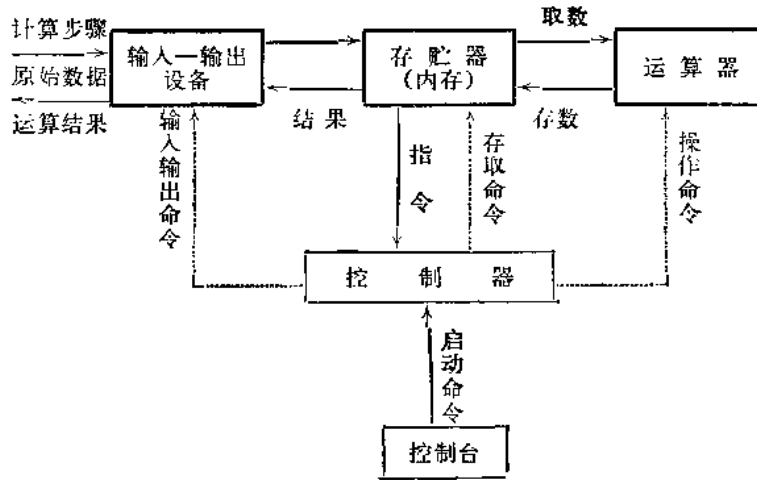 计算步骤
原始数据
运算结果
输入—输出
设备
存贮器
(内存)
取数
运算器
结果
存数
输入输出命令
指令
存取命令
操作命令
控制器
启动命令
控制台